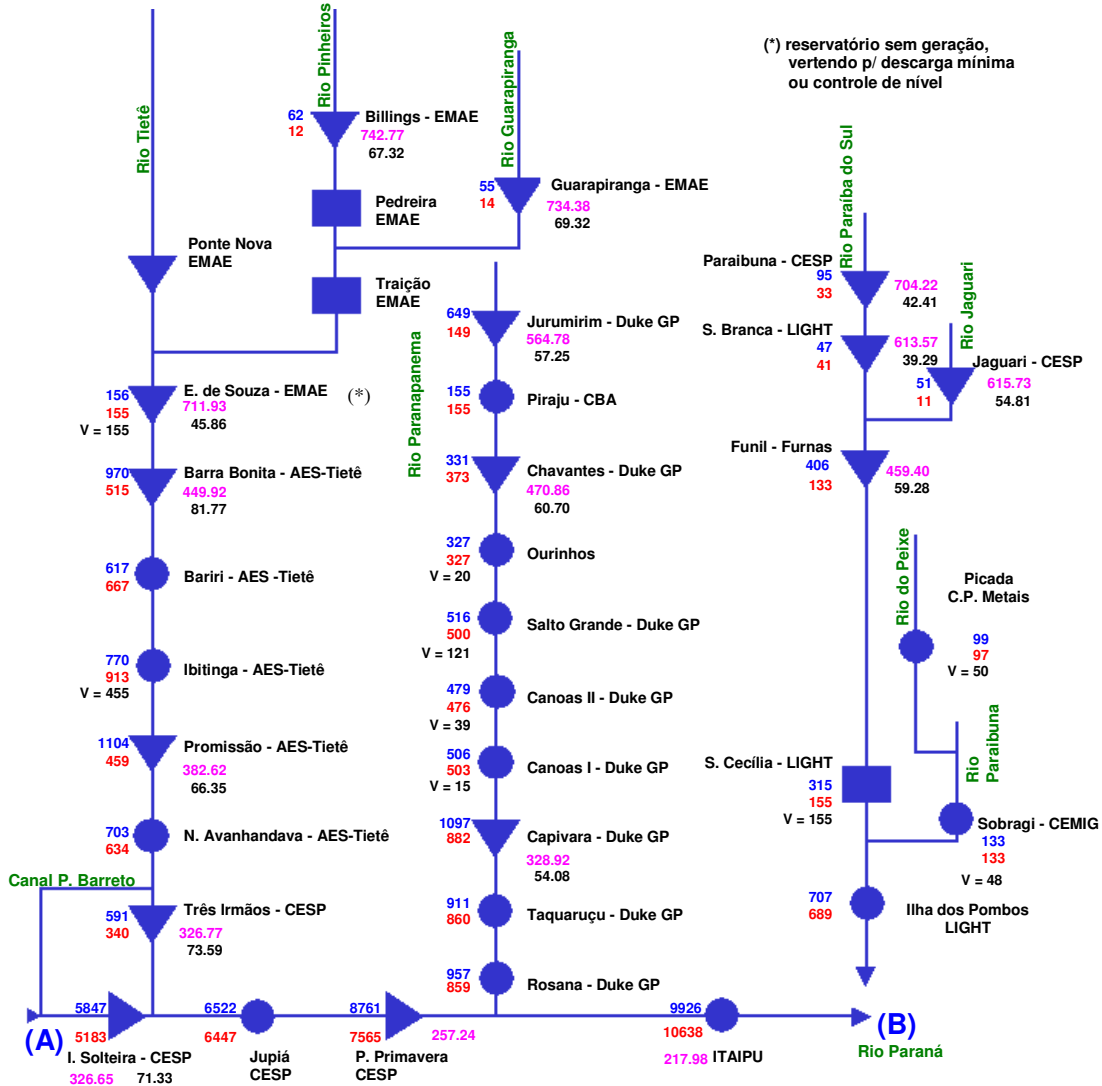 (*) reservatório sem geração,
vertendo p/ descarga mínima
ou controle de nível
Rio Tietê
Rio Pinheiros
62
12
Billings - EMAE
742.77
67.32
Rio Guarapiranga
55
14
Guarapiranga - EMAE
734.38
69.32
Pedreira
EMAE
Ponte Nova
EMAE
Traição
EMAE
156
155
V = 155
E. de Souza - EMAE
(*)
711.93
45.86
970
515
Barra Bonita - AES-Tietê
449.92
81.77
617
667
Bariri - AES -Tietê
770
913
V = 455
Ibitinga - AES-Tietê
1104
459
Promissão - AES-Tietê
382.62
66.35
703
634
N. Avanhandava - AES-Tietê
Canal P. Barreto
591
340
Três Irmãos - CESP
326.77
73.59
Rio Paranapanema
649
149
Jurumirim - Duke GP
564.78
57.25
155
155
Piraju - CBA
331
373
Chavantes - Duke GP
470.86
60.70
327
327
V = 20
Ourinhos
516
500
V = 121
Salto Grande - Duke GP
479
476
V = 39
Canoas II - Duke GP
506
503
V = 15
Canoas I - Duke GP
1097
882
Capivara - Duke GP
328.92
54.08
911
860
Taquaruçu - Duke GP
957
859
Rosana - Duke GP
Rio Paraíba do Sul
Paraibuna - CESP
95
33
704.22
42.41
S. Branca - LIGHT
47
41
613.57
39.29
Rio Jaguari
Jaguari - CESP
51
11
615.73
54.81
Funil - Furnas
406
133
459.40
59.28
Rio do Peixe
Picada
C.P. Metais
99
97
V = 50
S. Cecília - LIGHT
315
155
V = 155
Rio
Paraibuna
Sobragi - CEMIG
133
133
V = 48
707
689
Ilha dos Pombos
LIGHT
(A)
5847
5183
I. Solteira - CESP
326.65
71.33
6522
6447
Jupiá
CESP
8761
7565
257.24
P. Primavera
CESP
9926
10638
217.98 ITAIPU
(B)
Rio Paraná